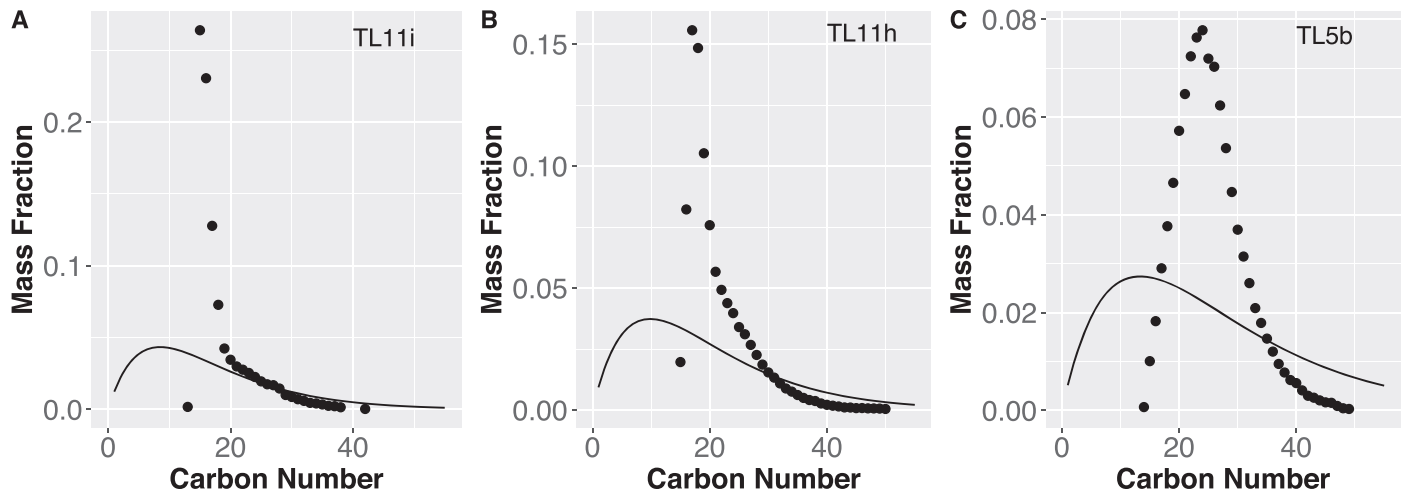 A
TL11i
Mass Fraction
0.2
0.1
0.0
0
20
40
Carbon Number
B
TL11h
Mass Fraction
0.15
0.10
0.05
0.00
0
20
40
Carbon Number
C
TL5b
Mass Fraction
0.08
0.06
0.04
0.02
0.00
0
20
40
Carbon Number